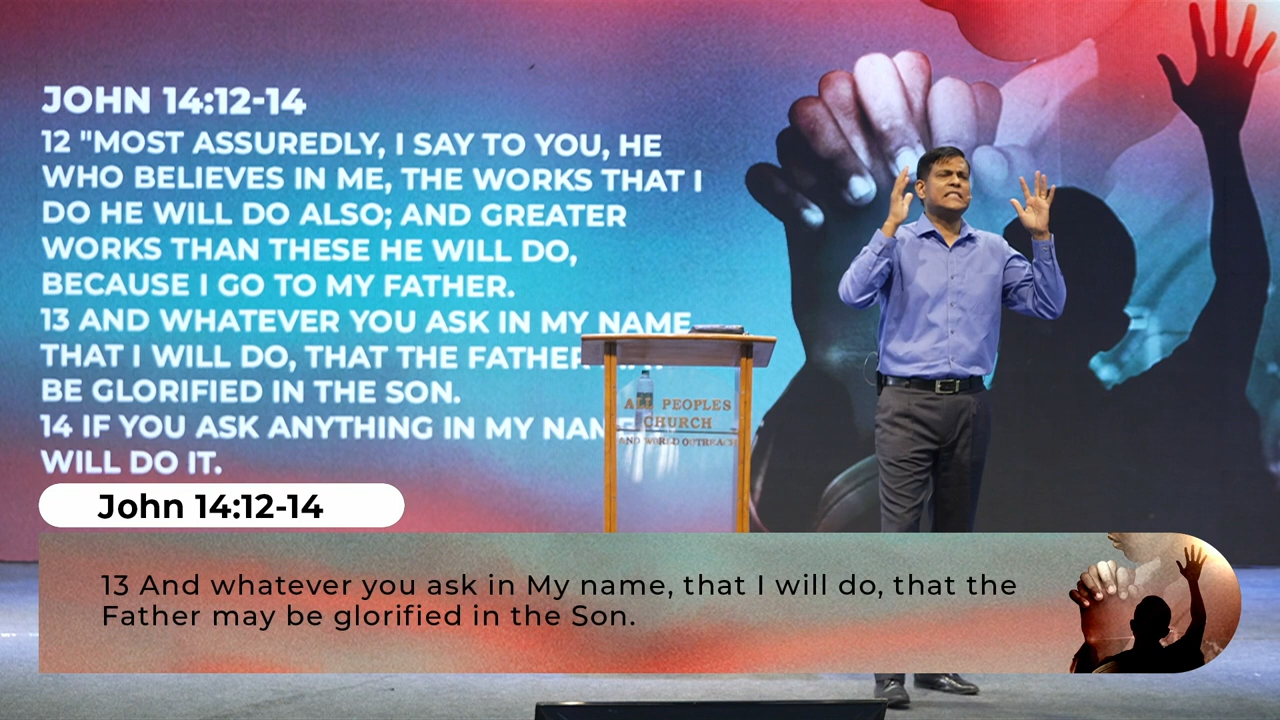 JOHN 14:12-14
12 "MOST ASSUREDLY, I SAY TO YOU, HE
WHO BELIEVES IN ME, THE WORKS THAT I
DO HE WILL DO ALSO; AND GREATER
WORKS THAN THESE HE WILL DO,
BECAUSE I GO TO MY FATHER.
13 AND WHATEVER YOU ASK IN MY NAME
THAT I WILL DO, THAT THE FATHER
BE GLORIFIED IN THE SON.
14 IF YOU ASK ANYTHING IN MY
WILL DO IT.
ALL PEOPLES
CHURCH
AND WORLD OUTREACH
John 14:12-14
13 And whatever you ask in My name, that I will do, that the
Father may be glorified in the Son.